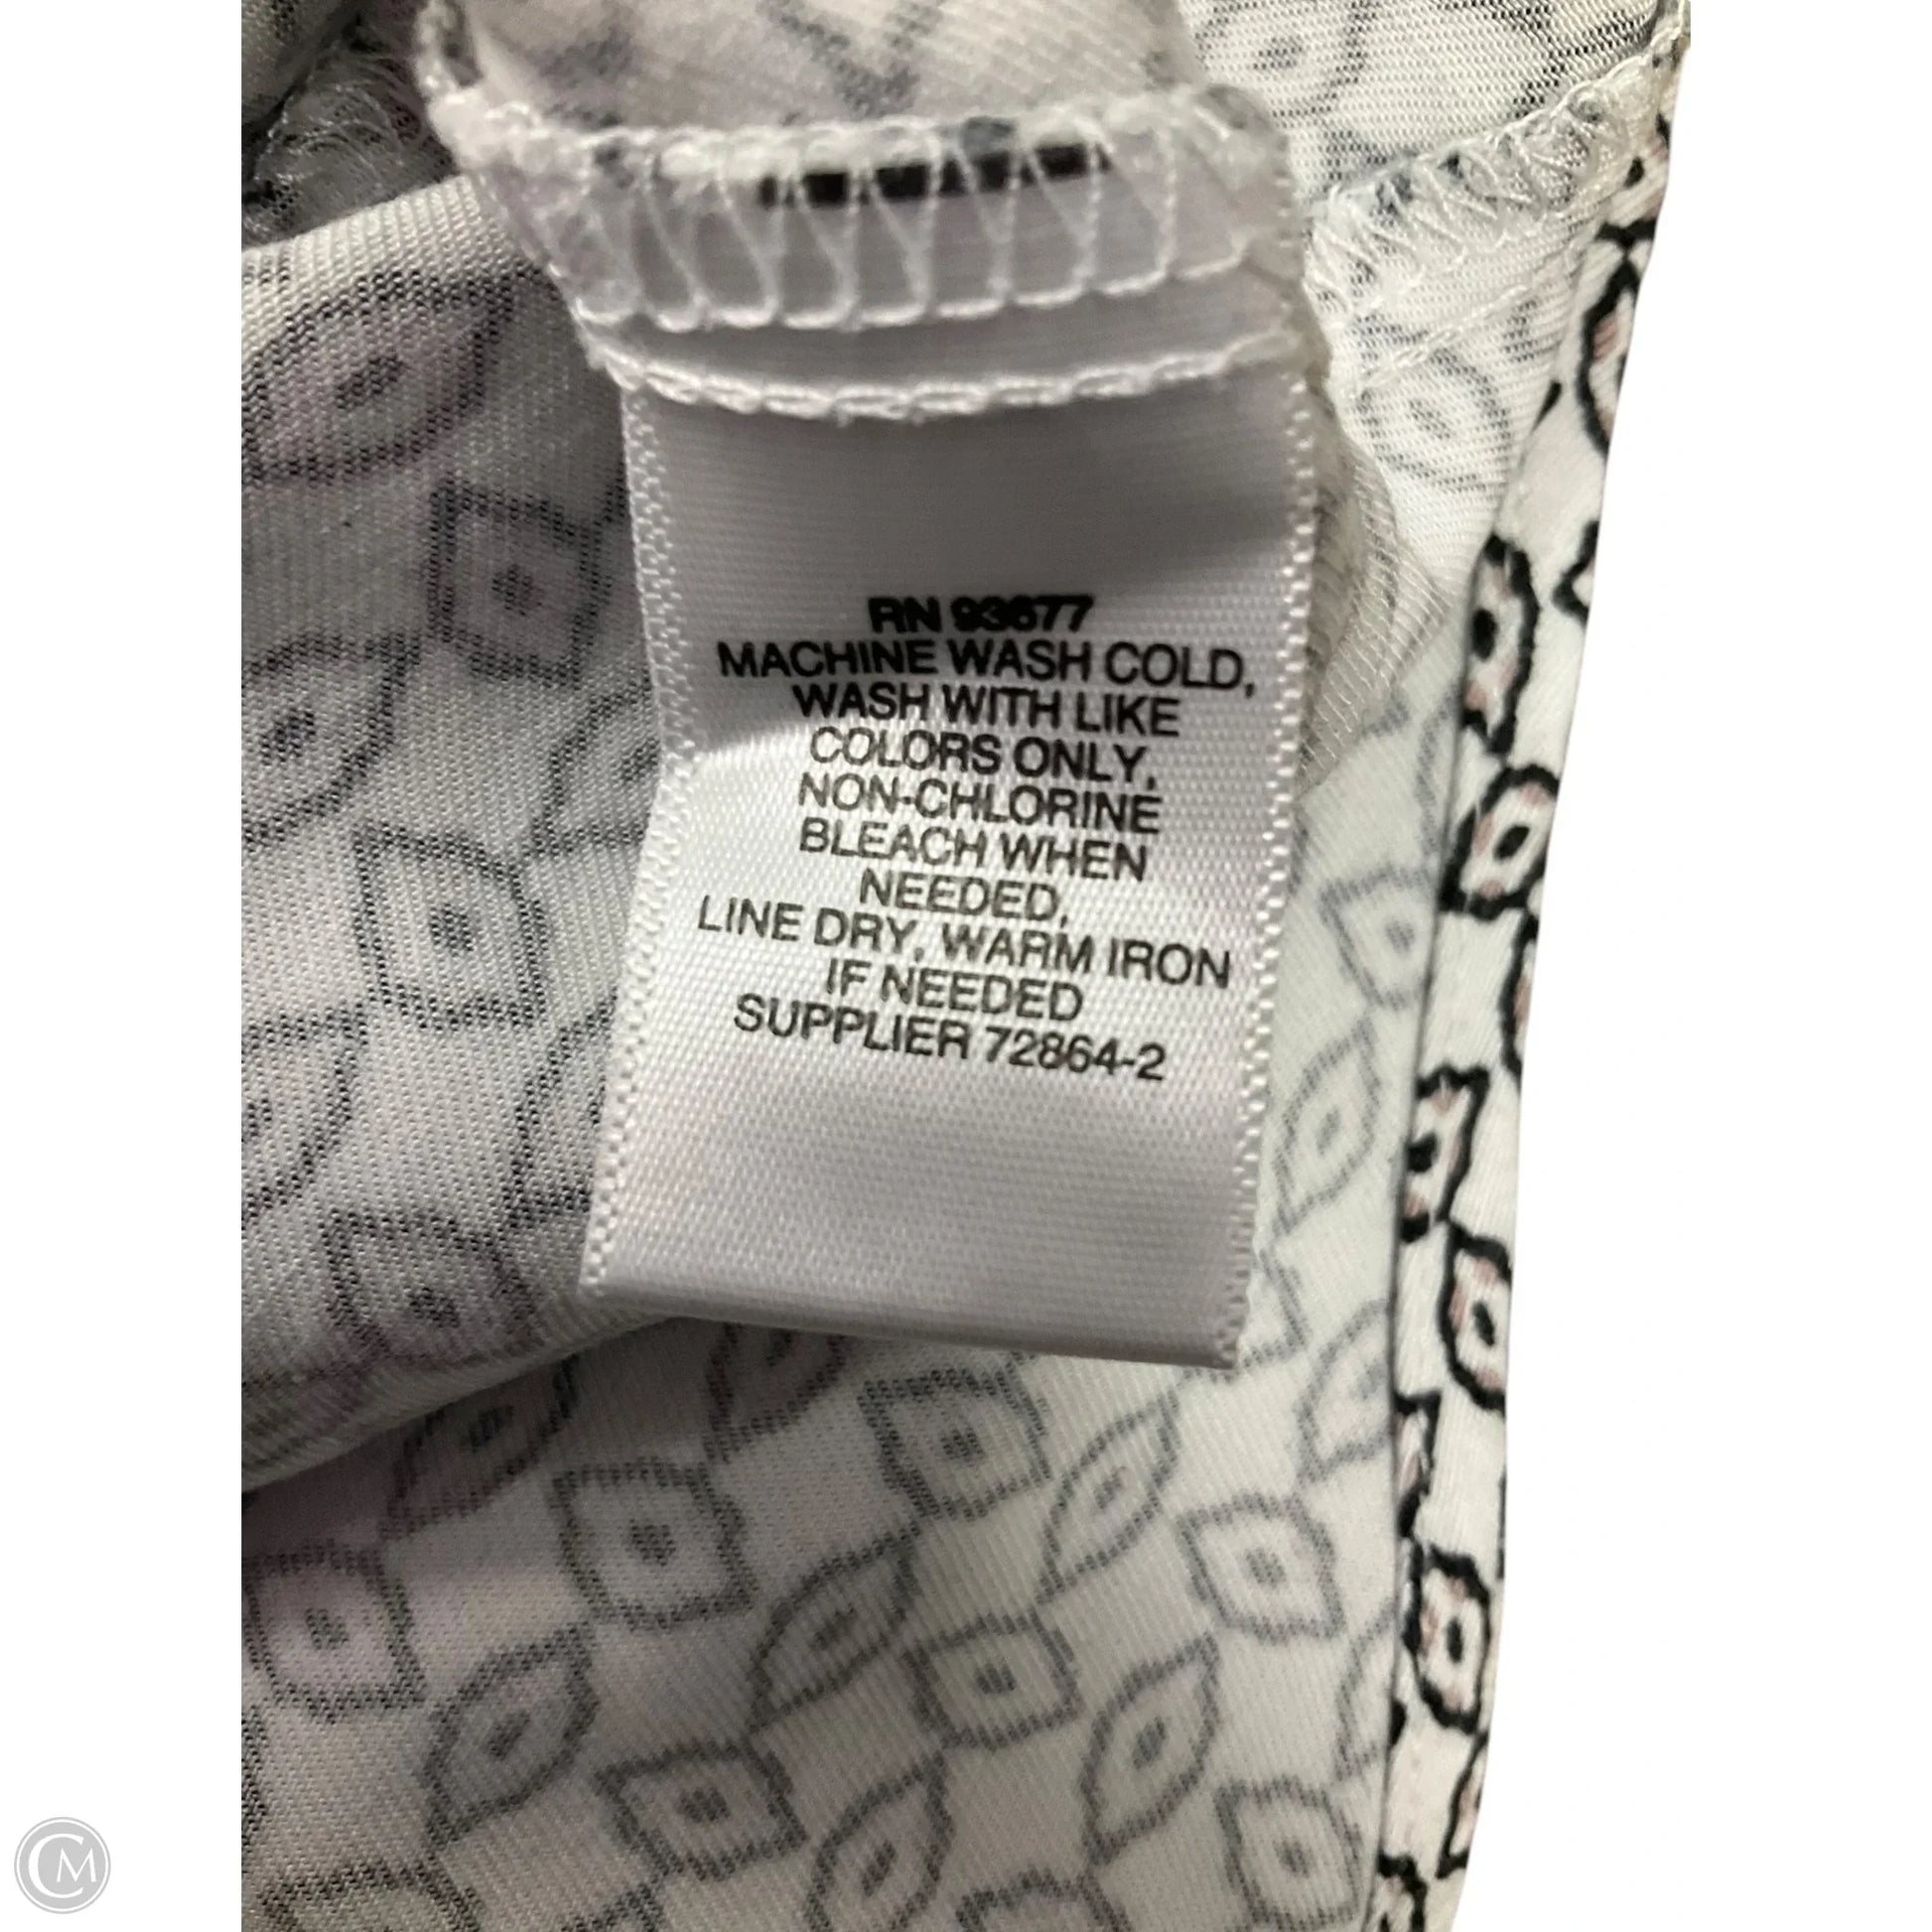 RN 93677
MACHINE WASH COLD,
WASH WITH LIKE
COLORS ONLY,
NON-CHLORINE
BLEACH WHEN
NEEDED,
LINE DRY, WARM IRON
IF NEEDED
SUPPLIER 72864-2
CM